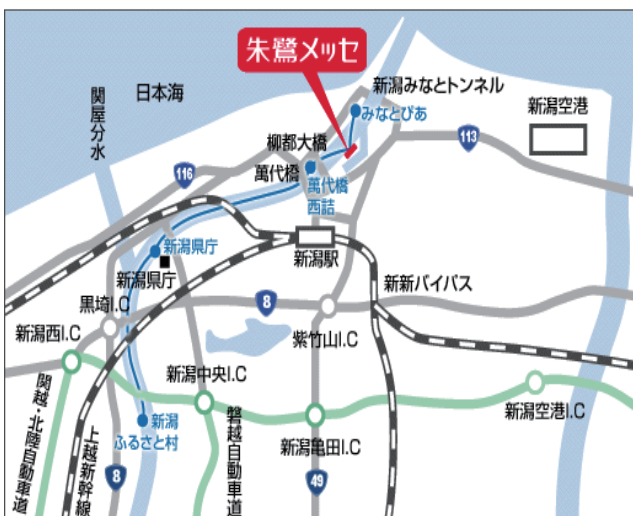 朱鷺メッセ
日本海
関屋分水
新潟みなとトンネル
みなとぴあ
新潟空港
柳都大橋
113
116
萬代橋
萬代橋
西詰
新潟県庁
新潟県庁
新潟駅
新新バイパス
8
黒埼I.C
新潟西I.C
紫竹山I.C
新潟中央I.C
新潟空港I.C
新潟
ふるさと村
新潟亀田I.C
関越・北陸自動車道
上越新幹線
磐越自動車道
8
49